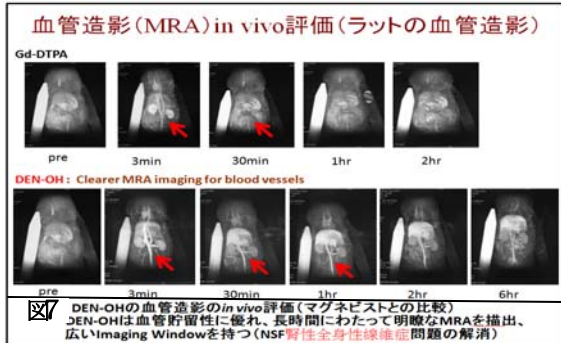 血管造影(MRA)in vivo評価(ラットの血管造影)
Gd-DTPA
pre 3min 30min 1hr 2hr
DEN-OH : Clearer MRA imaging for blood vessels
pre 3min 30min 1hr 2hr 6hr
図7 DEN-OHの血管造影のin vivo評価(マグネビストとの比較)
DEN-OHは血管貯留性に優れ、長時間にわたって明瞭なMRAを描出、
広いImaging Windowを持つ(NSF腎性全身性線維症問題の解消)